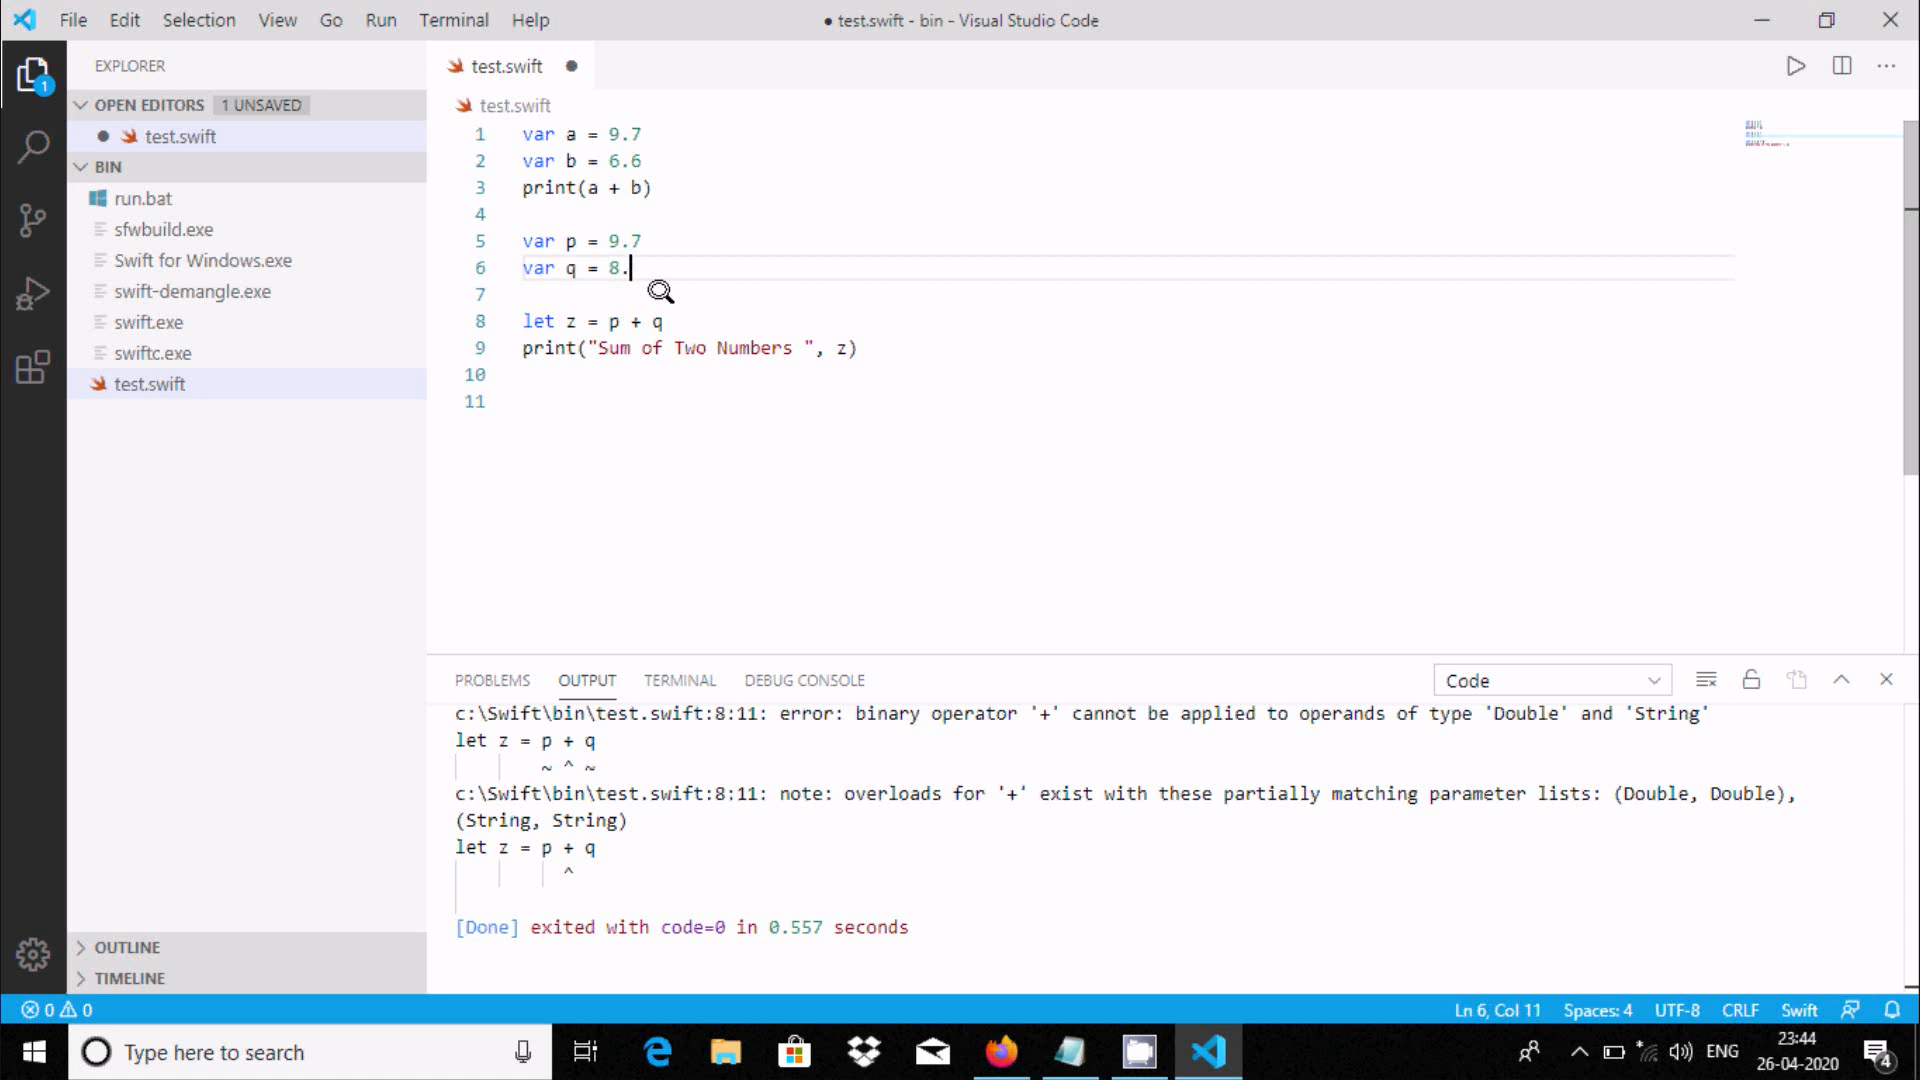 File Edit Selection View Go Run Terminal Help
● test.swift - bin - Visual Studio Code
EXPLORER
OPEN EDITORS 1 UNSAVED
● test.swift
BIN
run.bat
sfwbuild.exe
Swift for Windows.exe
swift-demangle.exe
swift.exe
swiftc.exe
test.swift
OUTLINE
TIMELINE
1
test.swift ●
test.swift
1 var a = 9.7
2 var b = 6.6
3 print(a + b)
4
5 var p = 9.7
6 var q = 8.
7
8 let z = p + q
9 print("Sum of Two Numbers ", z)
10
11
PROBLEMS OUTPUT TERMINAL DEBUG CONSOLE
Code
c:\Swift\bin\test.swift:8:11: error: binary operator '+' cannot be applied to operands of type 'Double' and 'String'
let z = p + q
~ ^ ~
c:\Swift\bin\test.swift:8:11: note: overloads for '+' exist with these partially matching parameter lists: (Double, Double),
(String, String)
let z = p + q
^
[Done] exited with code=0 in 0.557 seconds
0 0
Ln 6, Col 11 Spaces: 4 UTF-8 CRLF Swift
Type here to search
ENG
23:44
26-04-2020
4